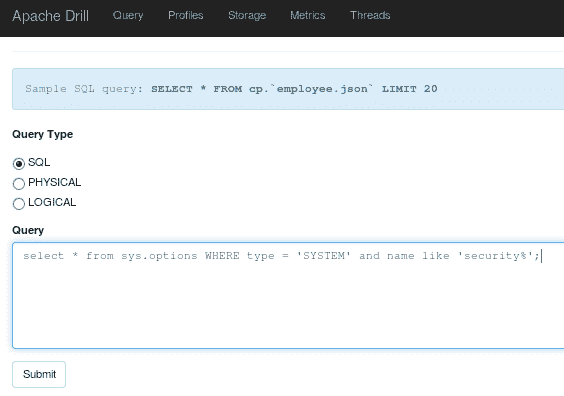 Apache Drill Query Profiles Storage Metrics Threads
Sample SQL query: SELECT * FROM cp.`employee.json` LIMIT 20
Query Type
SQL
PHYSICAL
LOGICAL
Query
select * from sys.options WHERE type = 'SYSTEM' and name like 'security%';
Submit